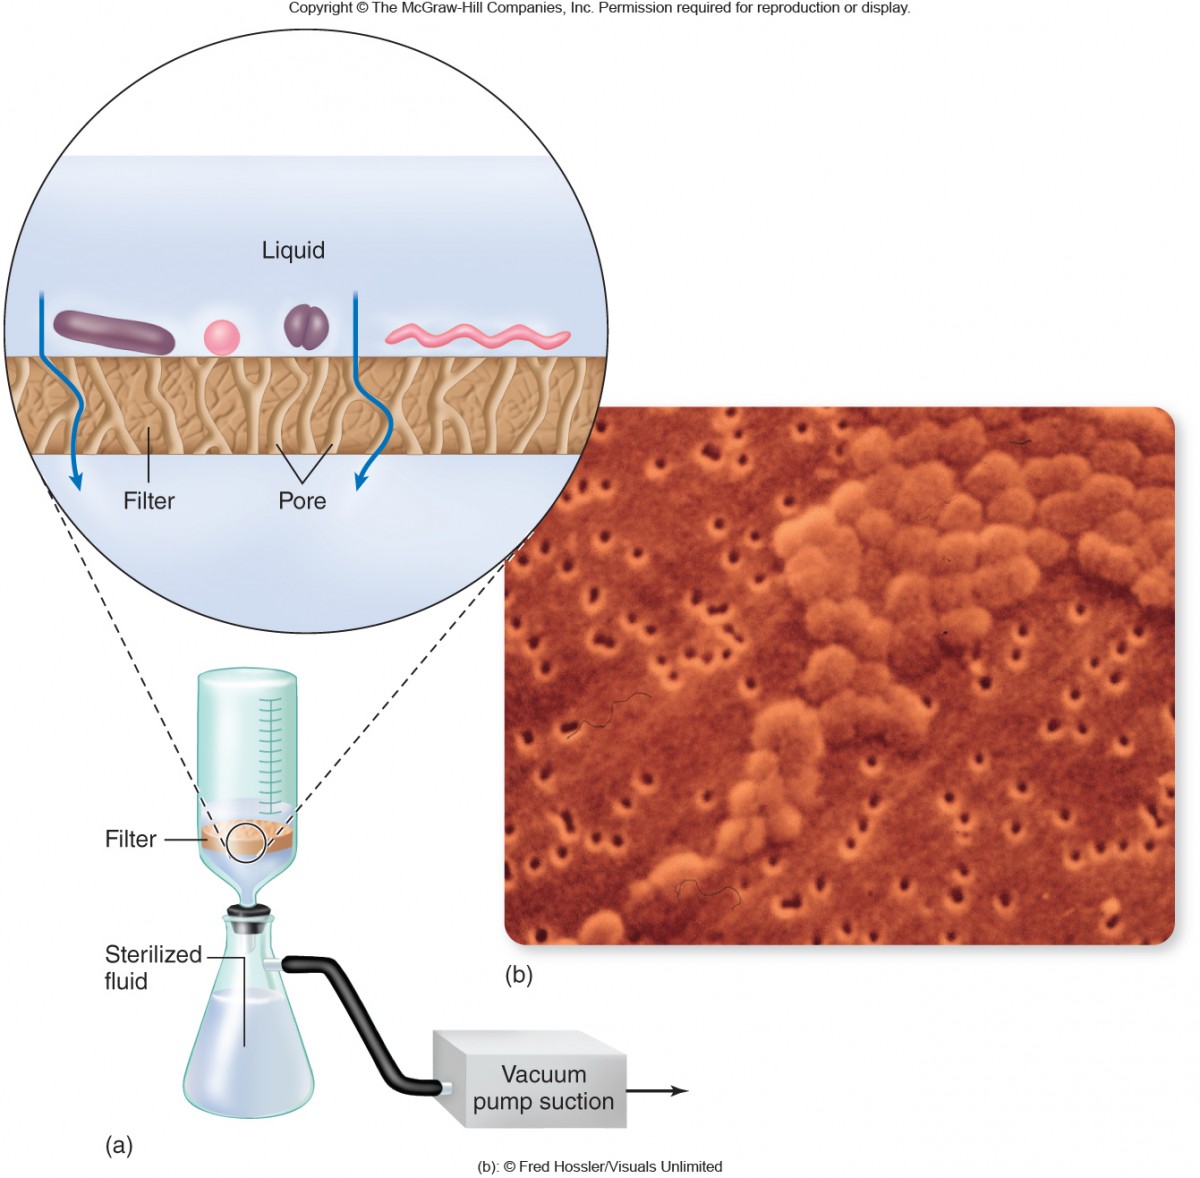 Copyright © The McGraw-Hill Companies, Inc. Permission required for reproduction or display.
Liquid
Filter
Pore
Filter
Sterilized
fluid
Vacuum
pump suction
(a)
(b)
(b): © Fred Hossler/Visuals Unlimited